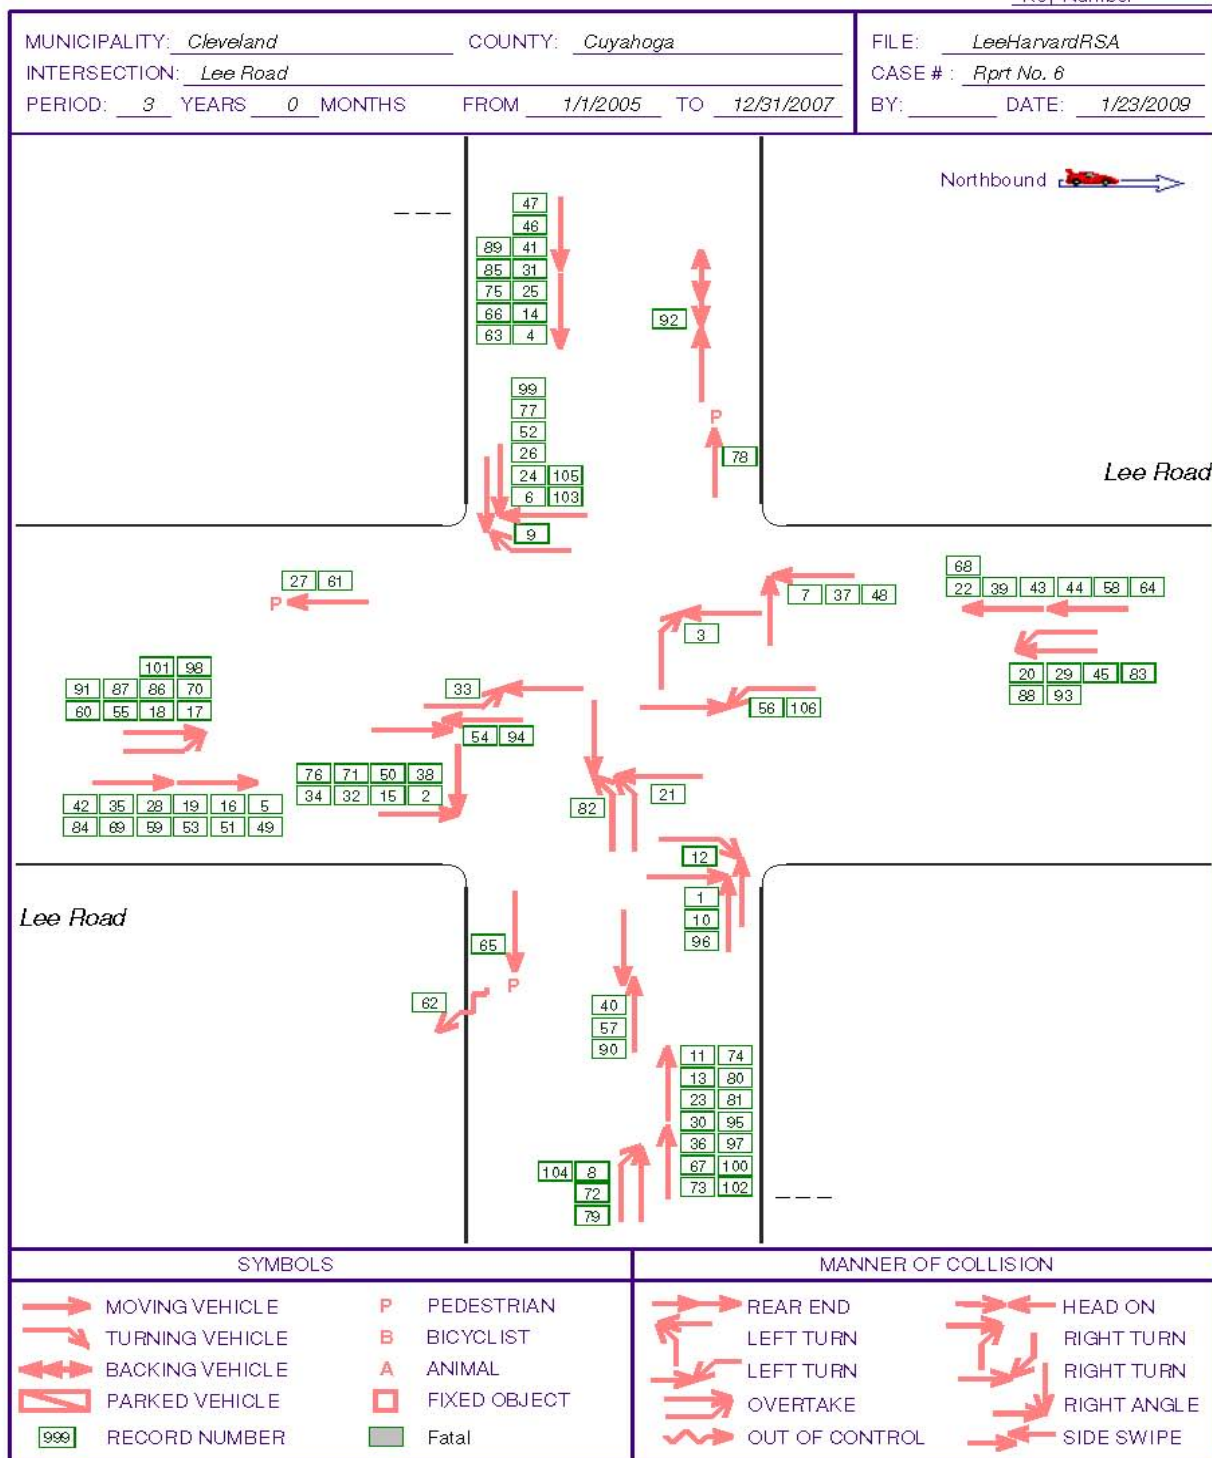 Key Number
MUNICIPALITY: Cleveland COUNTY: Cuyahoga FILE: LeeHarvardRSA
INTERSECTION: Lee Road CASE # : Rprt No. 6
PERIOD: 3 YEARS 0 MONTHS FROM 1/1/2005 TO 12/31/2007 BY: DATE: 1/23/2009
Northbound
47
46
89 41
85 31
75 25
66 14
63 4
92
99
77
52
26
24 105
6 103
9
P
78
Lee Road
27 61
P
7 37 48
3
68
22 39 43 44 58 64
20 29 45 83
88 93
101 98
91 87 86 70
60 55 18 17
33
54 94
56 106
42 35 28 19 16 5
84 69 59 53 51 49
76 71 50 38
34 32 15 2
82
21
12
1
10
96
Lee Road
65
P
62
40
57
90
11 74
13 80
23 81
30 95
36 97
67 100
73 102
104 8
72
79
SYMBOLS
MOVING VEHICLE P PEDESTRIAN
TURNING VEHICLE B BICYCLIST
BACKING VEHICLE A ANIMAL
PARKED VEHICLE FIXED OBJECT
999 RECORD NUMBER Fatal
MANNER OF COLLISION
REAR END HEAD ON
LEFT TURN RIGHT TURN
LEFT TURN RIGHT TURN
OVERTAKE RIGHT ANGLE
OUT OF CONTROL SIDE SWIPE